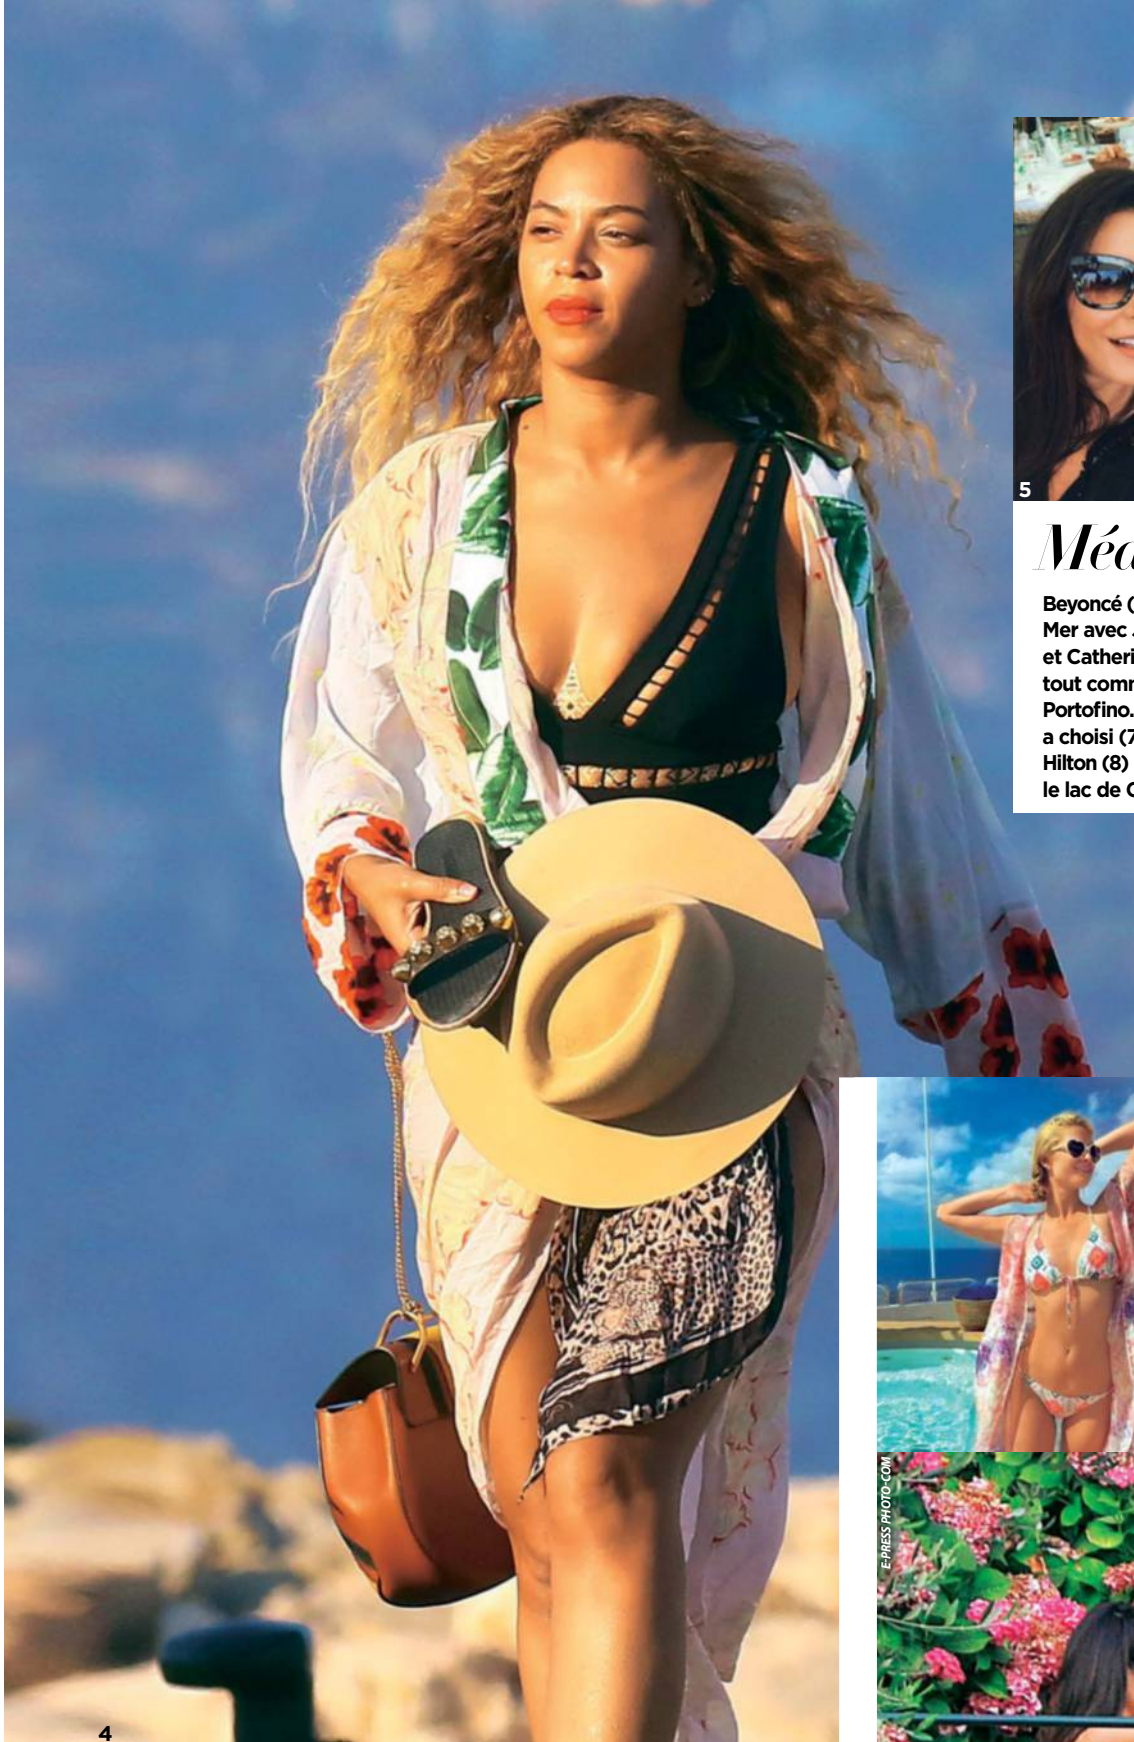 5
Méd
Beyoncé (
Mer avec
et Catheri
tout comm
Portofino.
a choisi (7
Hilton (8)
le lac de C
E-PRESS PHOTO-COM
4